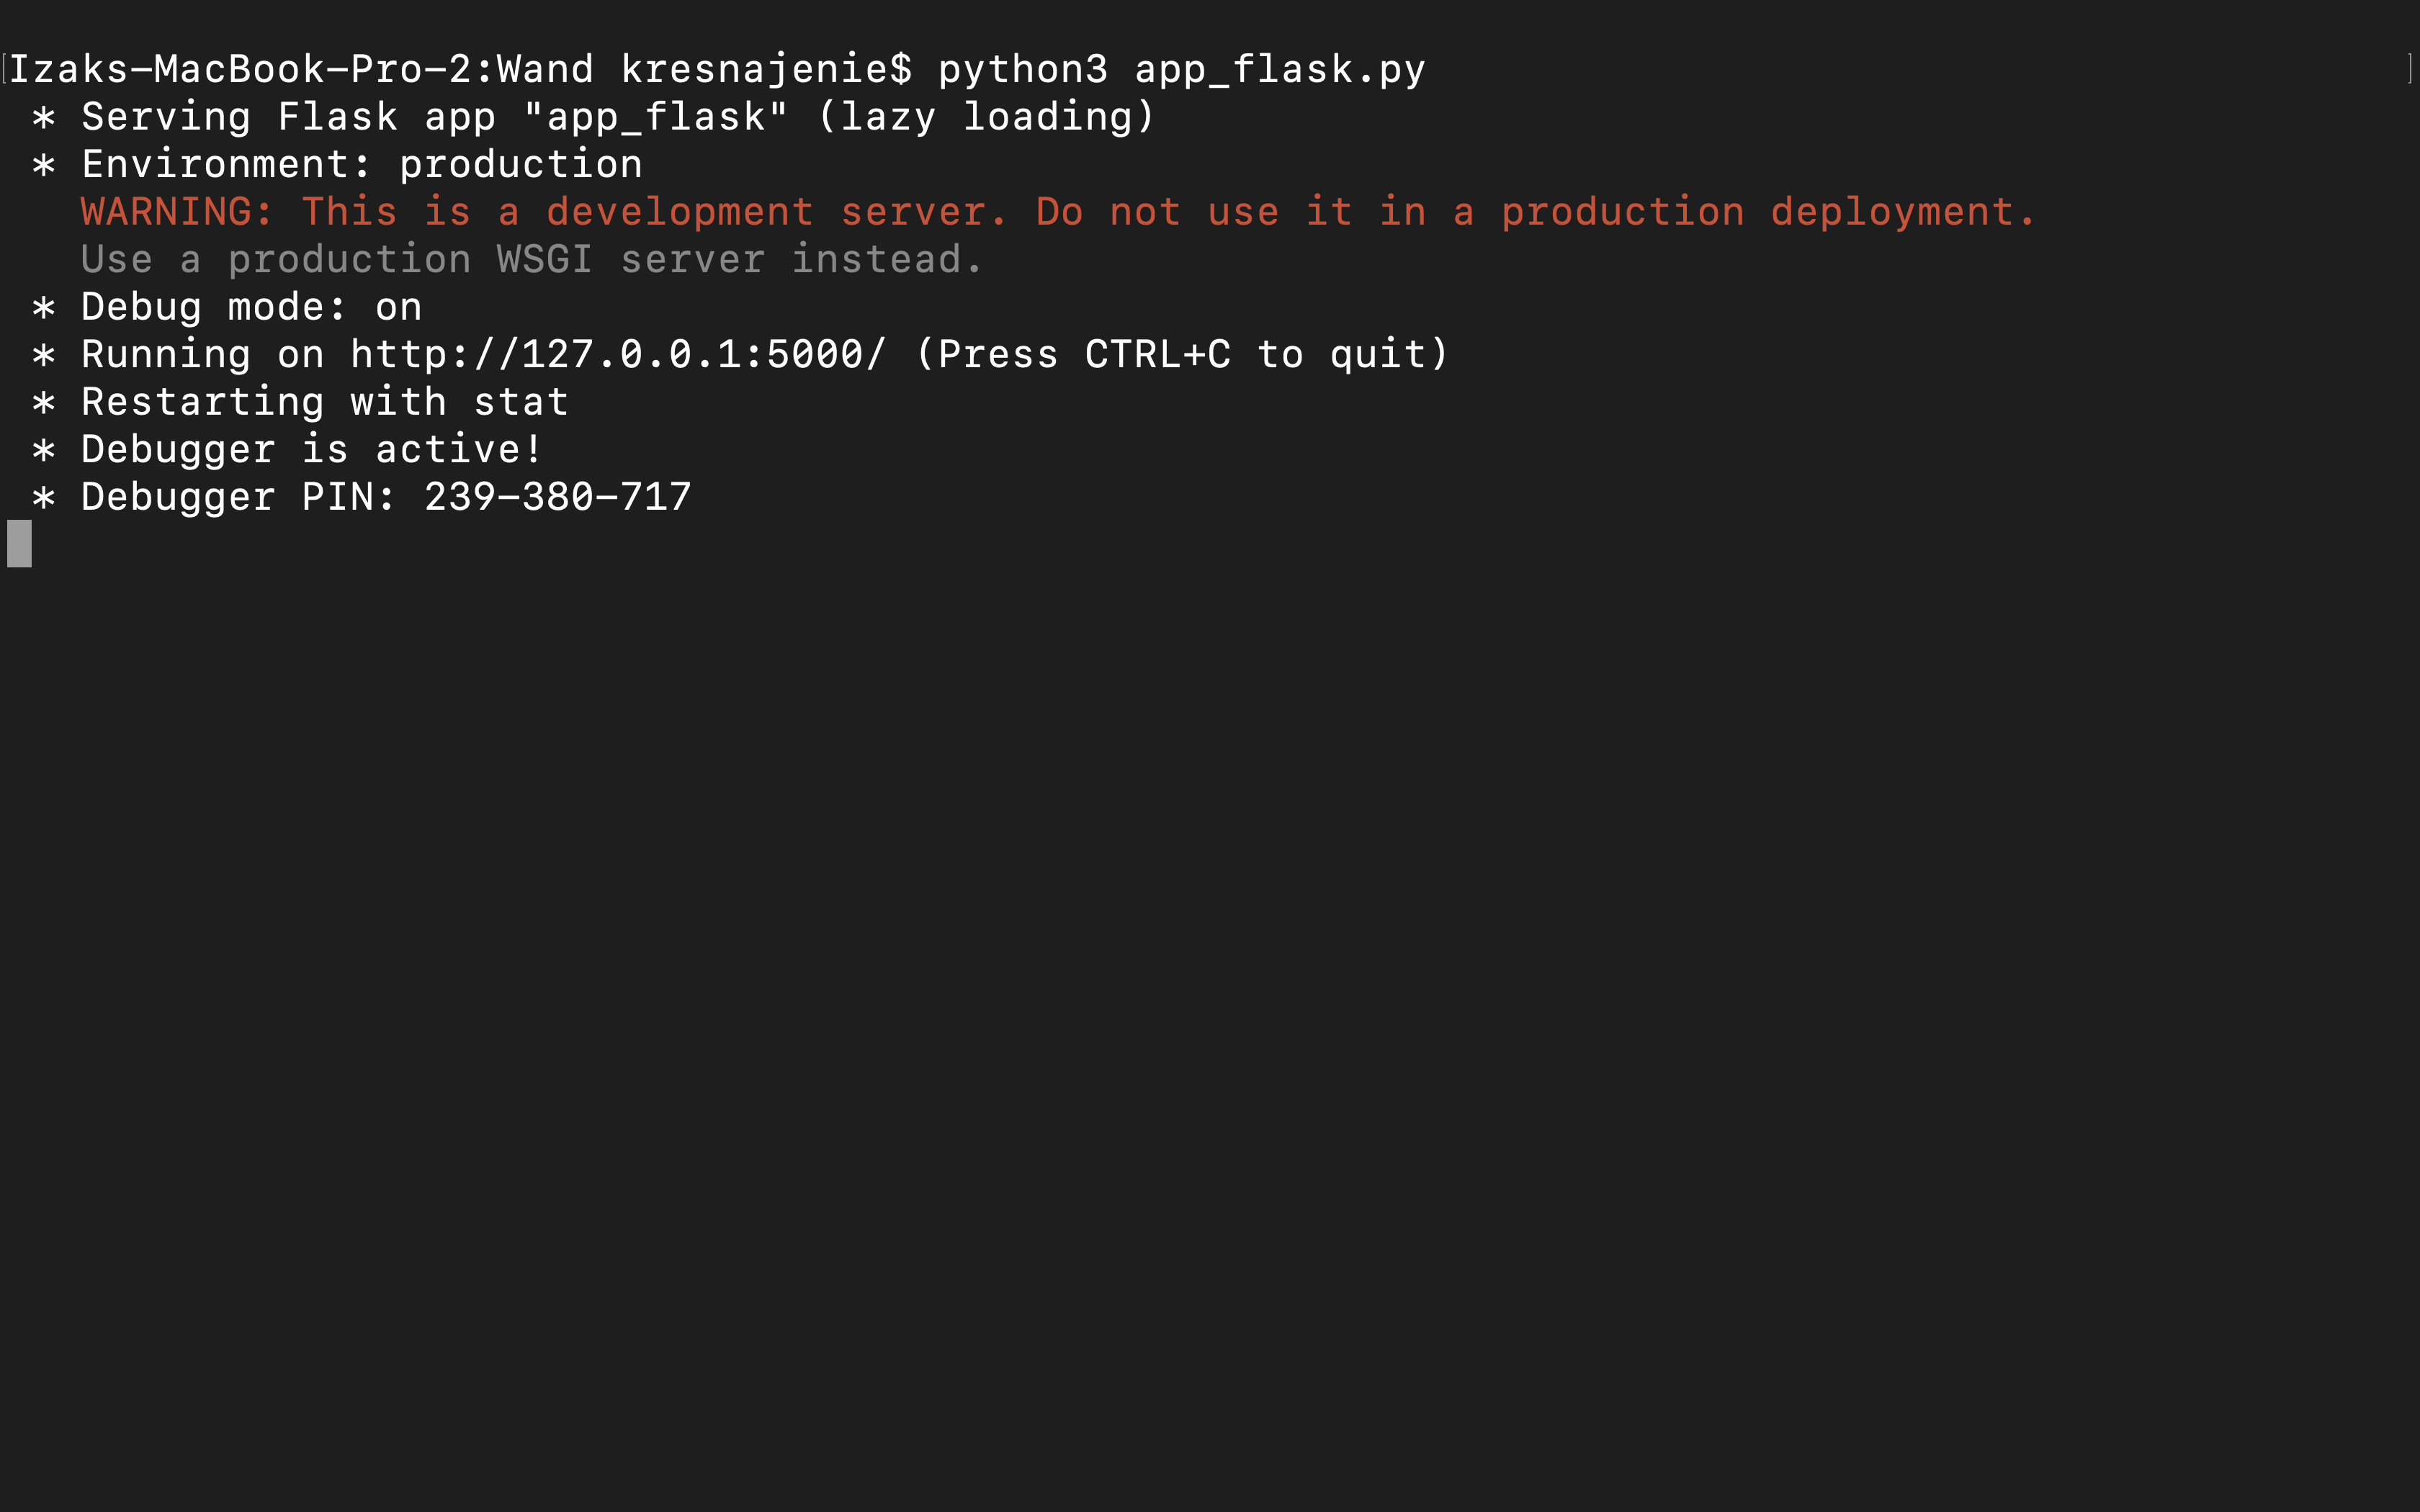 [Izaks-MacBook-Pro-2:Wand kresnajenie$ python3 app_flask.py ]
* Serving Flask app "app_flask" (lazy loading)
* Environment: production
WARNING: This is a development server. Do not use it in a production deployment.
Use a production WSGI server instead.
* Debug mode: on
* Running on http://127.0.0.1:5000/ (Press CTRL+C to quit)
* Restarting with stat
* Debugger is active!
* Debugger PIN: 239-380-717